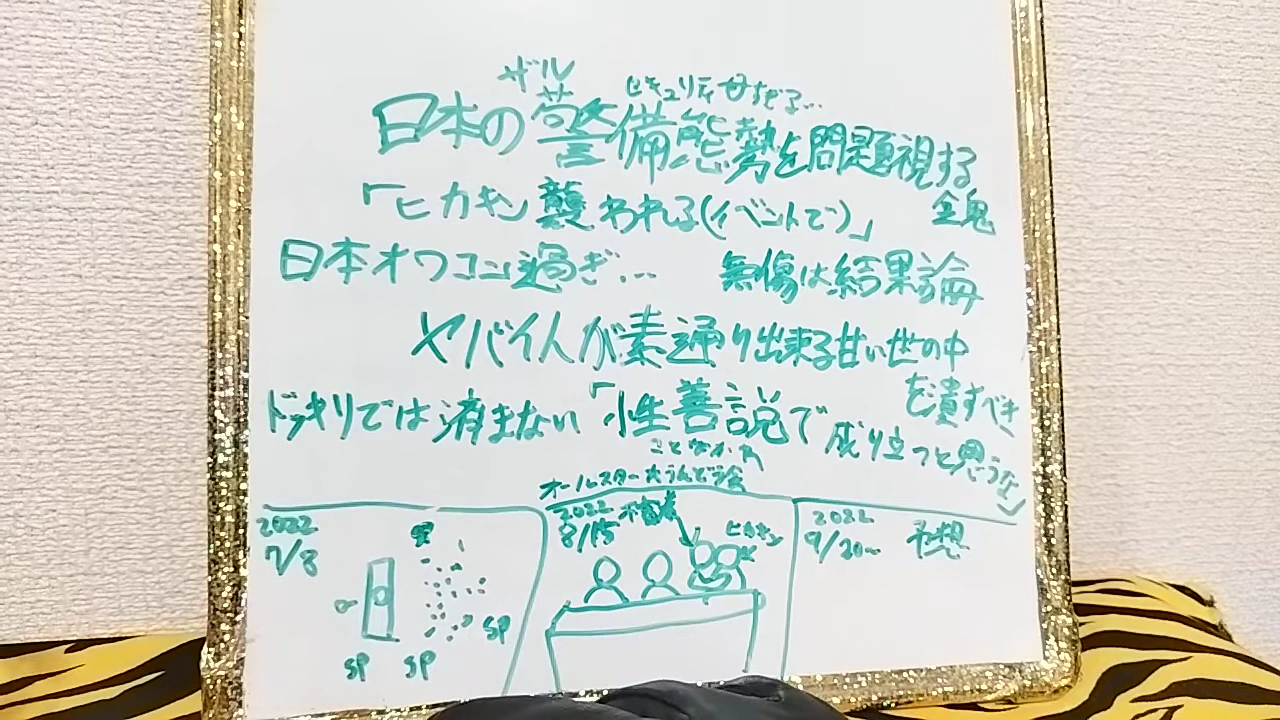 ザル セキュリティ
日本の警備態勢を問題視する
金鬼
「ヒカキン襲われる(イベントで)」
日本オワコン過ぎ… 無傷は結果論
ヤバイ人が素通り出来る甘い世の中
を潰すべき
ドッキリでは済まない「性善説で成り立つと思うな」
ことなかれ
オールスター大うんどう会
2022
7/8
SP
SP
SP
2022
8/15
不審者
ヒカキン
2022
9/20〜
予想